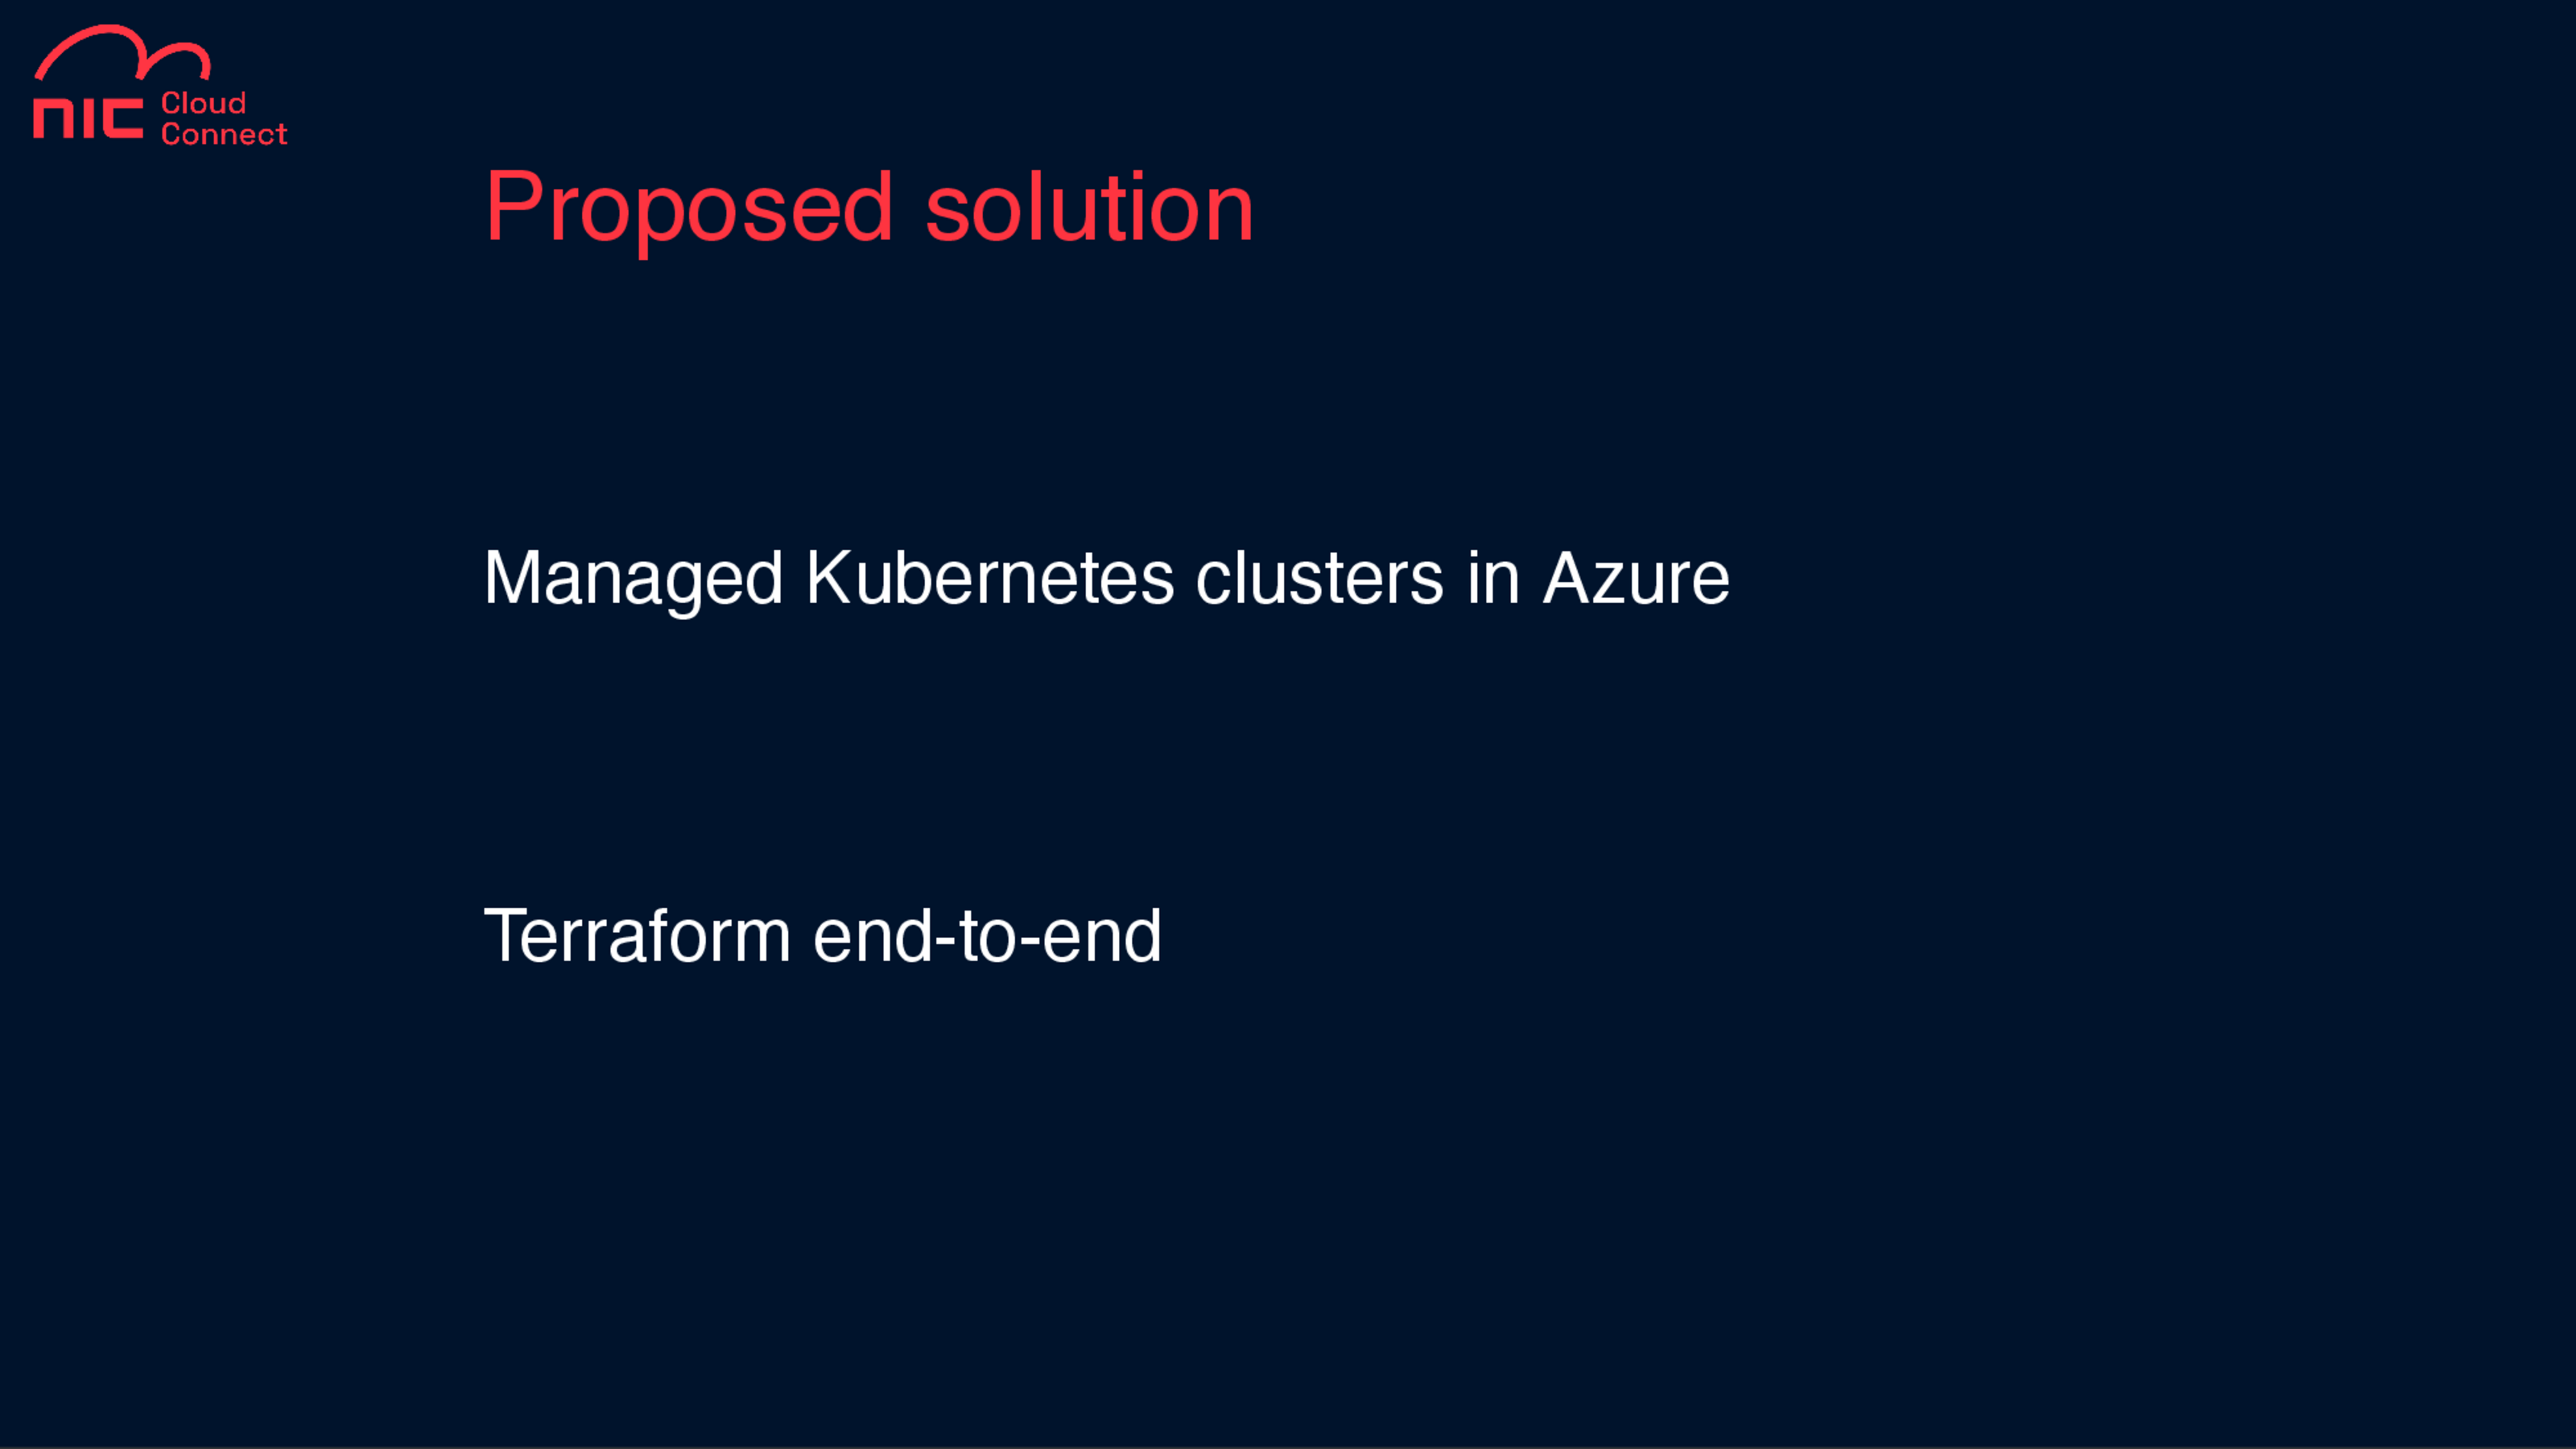 NIC Cloud
Connect
Proposed solution
Managed Kubernetes clusters in Azure
Terraform end-to-end